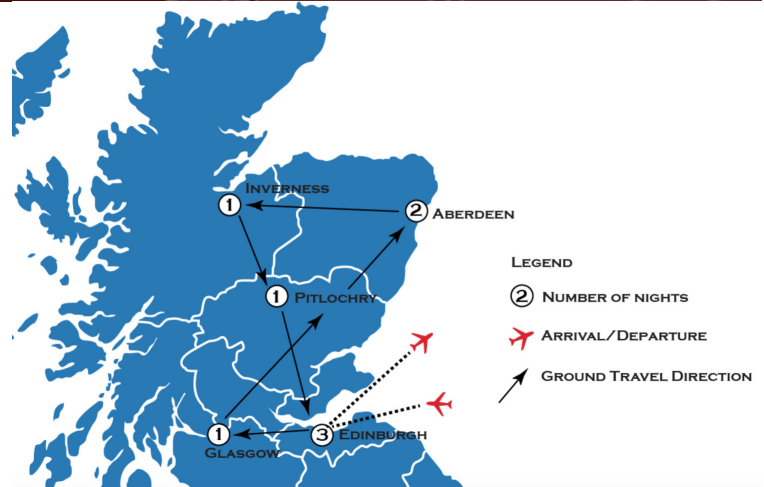 INVERNESS
1
2
ABERDEEN
1
PITLOCHRY
1
GLASGOW
3
EDINBURGH
LEGEND
2 NUMBER OF NIGHTS
ARRIVAL/DEPARTURE
GROUND TRAVEL DIRECTION